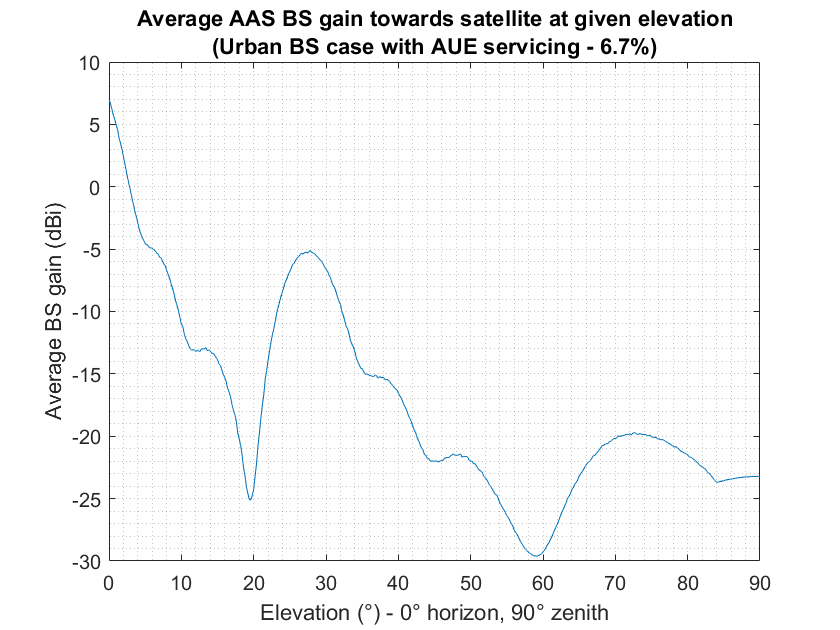 Average AAS BS gain towards satellite at given elevation
(Urban BS case with AUE servicing - 6.7%)
10
5
0
-5
-10
-15
-20
-25
-30
Average BS gain (dBi)
0 10 20 30 40 50 60 70 80 90
Elevation (°) - 0° horizon, 90° zenith